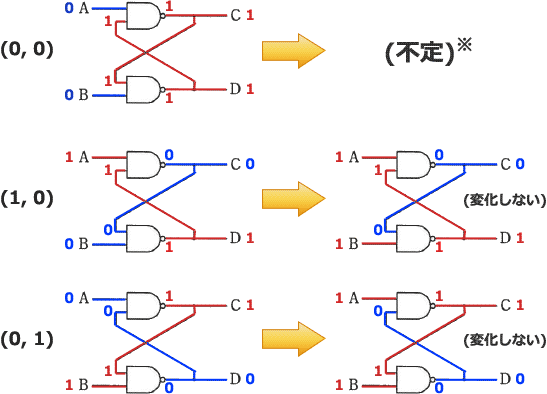 0 A 1 C 1
1
(0, 0) (不定)※
1
0 B 1 D 1
1 A 0 C 0 1 A 0 C 0
1 1
(1, 0) (変化しない)
0 0
0 B 1 D 1 1 B 1 D 1
0 A 1 C 1 1 A 1 C 1
0 0
(0, 1) (変化しない)
1 1
1 B 0 D 0 1 B 0 D 0